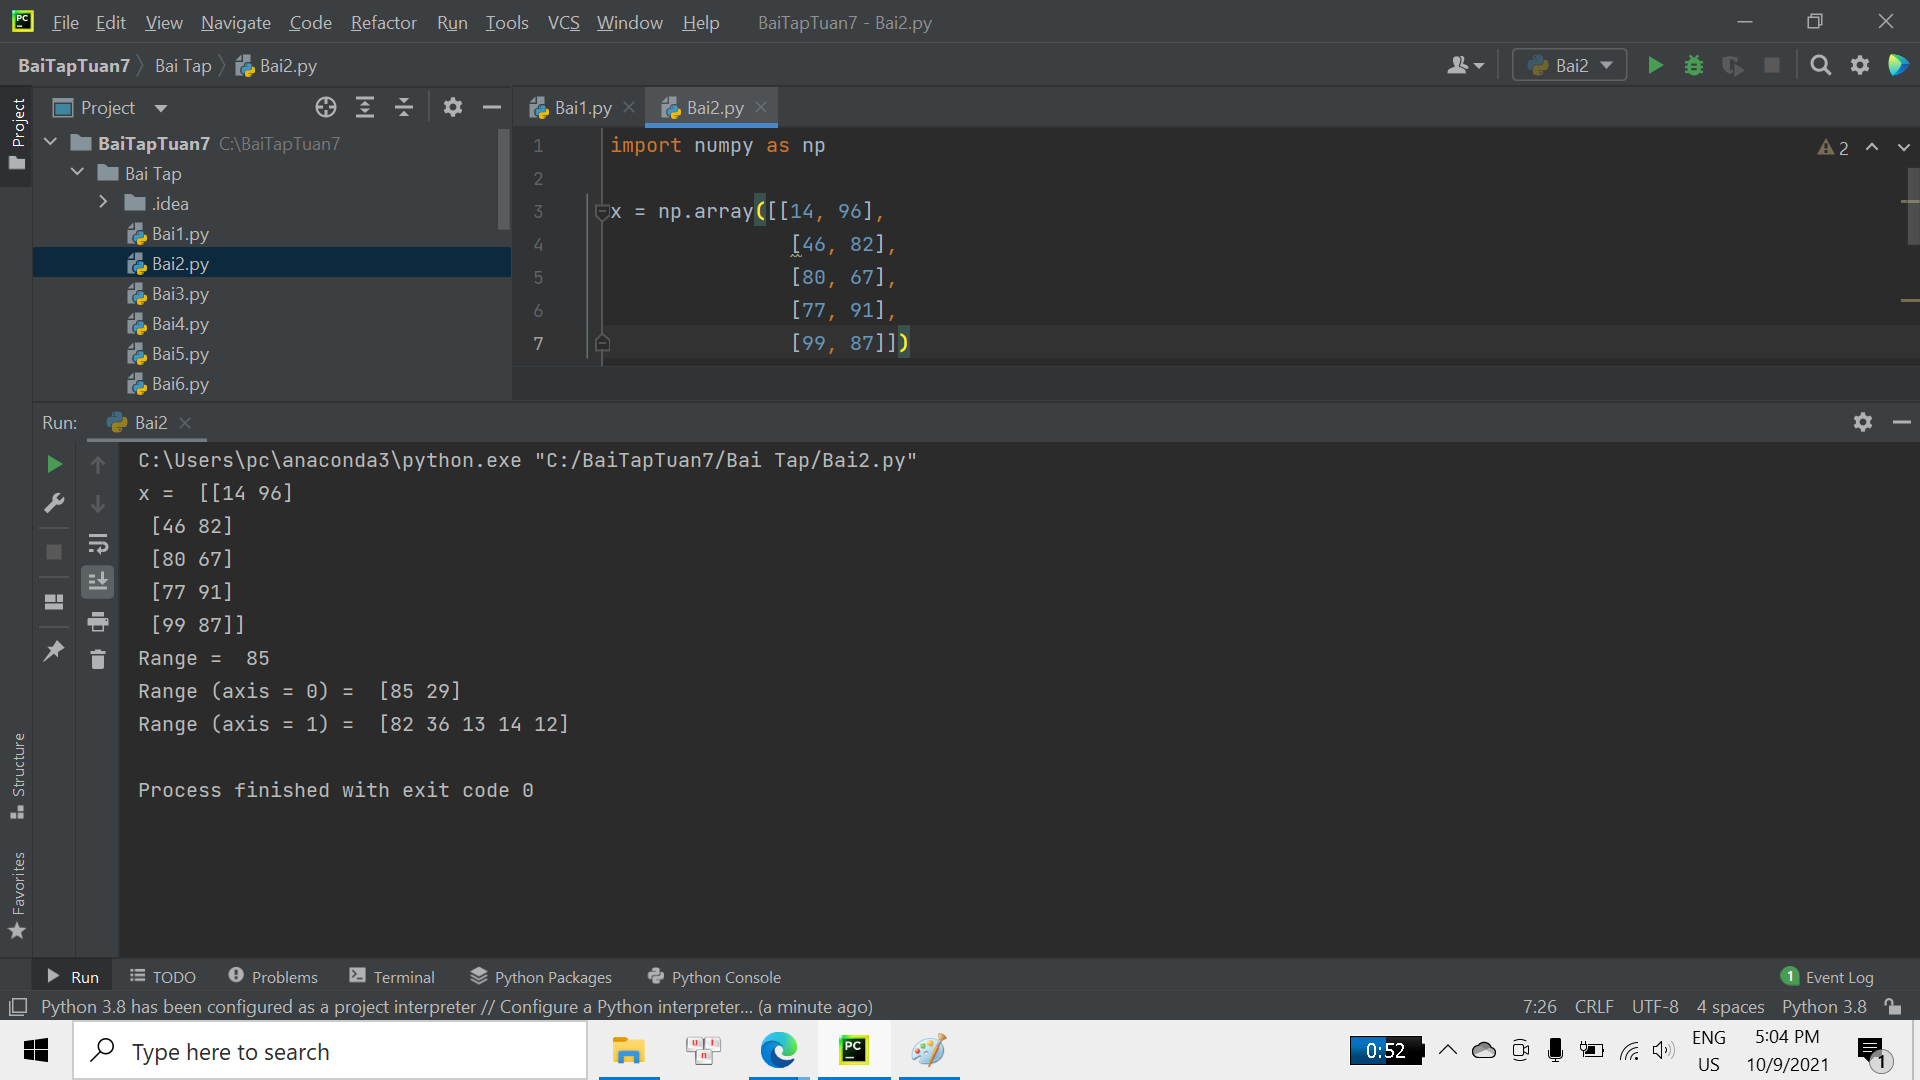 PC File Edit View Navigate Code Refactor Run Tools VCS Window Help BaiTapTuan7 - Bai2.py
BaiTapTuan7 Bai Tap Bai2.py
Bai2
Project
Project
Bai1.py
Bai2.py
BaiTapTuan7 C:\BaiTapTuan7
Bai Tap
.idea
Bai1.py
Bai2.py
Bai3.py
Bai4.py
Bai5.py
Bai6.py
1 import numpy as np
2
3 x = np.array([[14, 96],
4 [46, 82],
5 [80, 67],
6 [77, 91],
7 [99, 87]])
2
Run: Bai2
C:\Users\pc\anaconda3\python.exe "C:/BaiTapTuan7/Bai Tap/Bai2.py"
x =  [[14 96]
[46 82]
[80 67]
[77 91]
[99 87]]
Range =  85
Range (axis = 0) =  [85 29]
Range (axis = 1) =  [82 36 13 14 12]
Process finished with exit code 0
Structure
Favorites
Run TODO Problems Terminal Python Packages Python Console 1 Event Log
Python 3.8 has been configured as a project interpreter // Configure a Python interpreter... (a minute ago) 7:26 CRLF UTF-8 4 spaces Python 3.8
Type here to search
u i n
PC
0:52
ENG
US
5:04 PM
10/9/2021
1